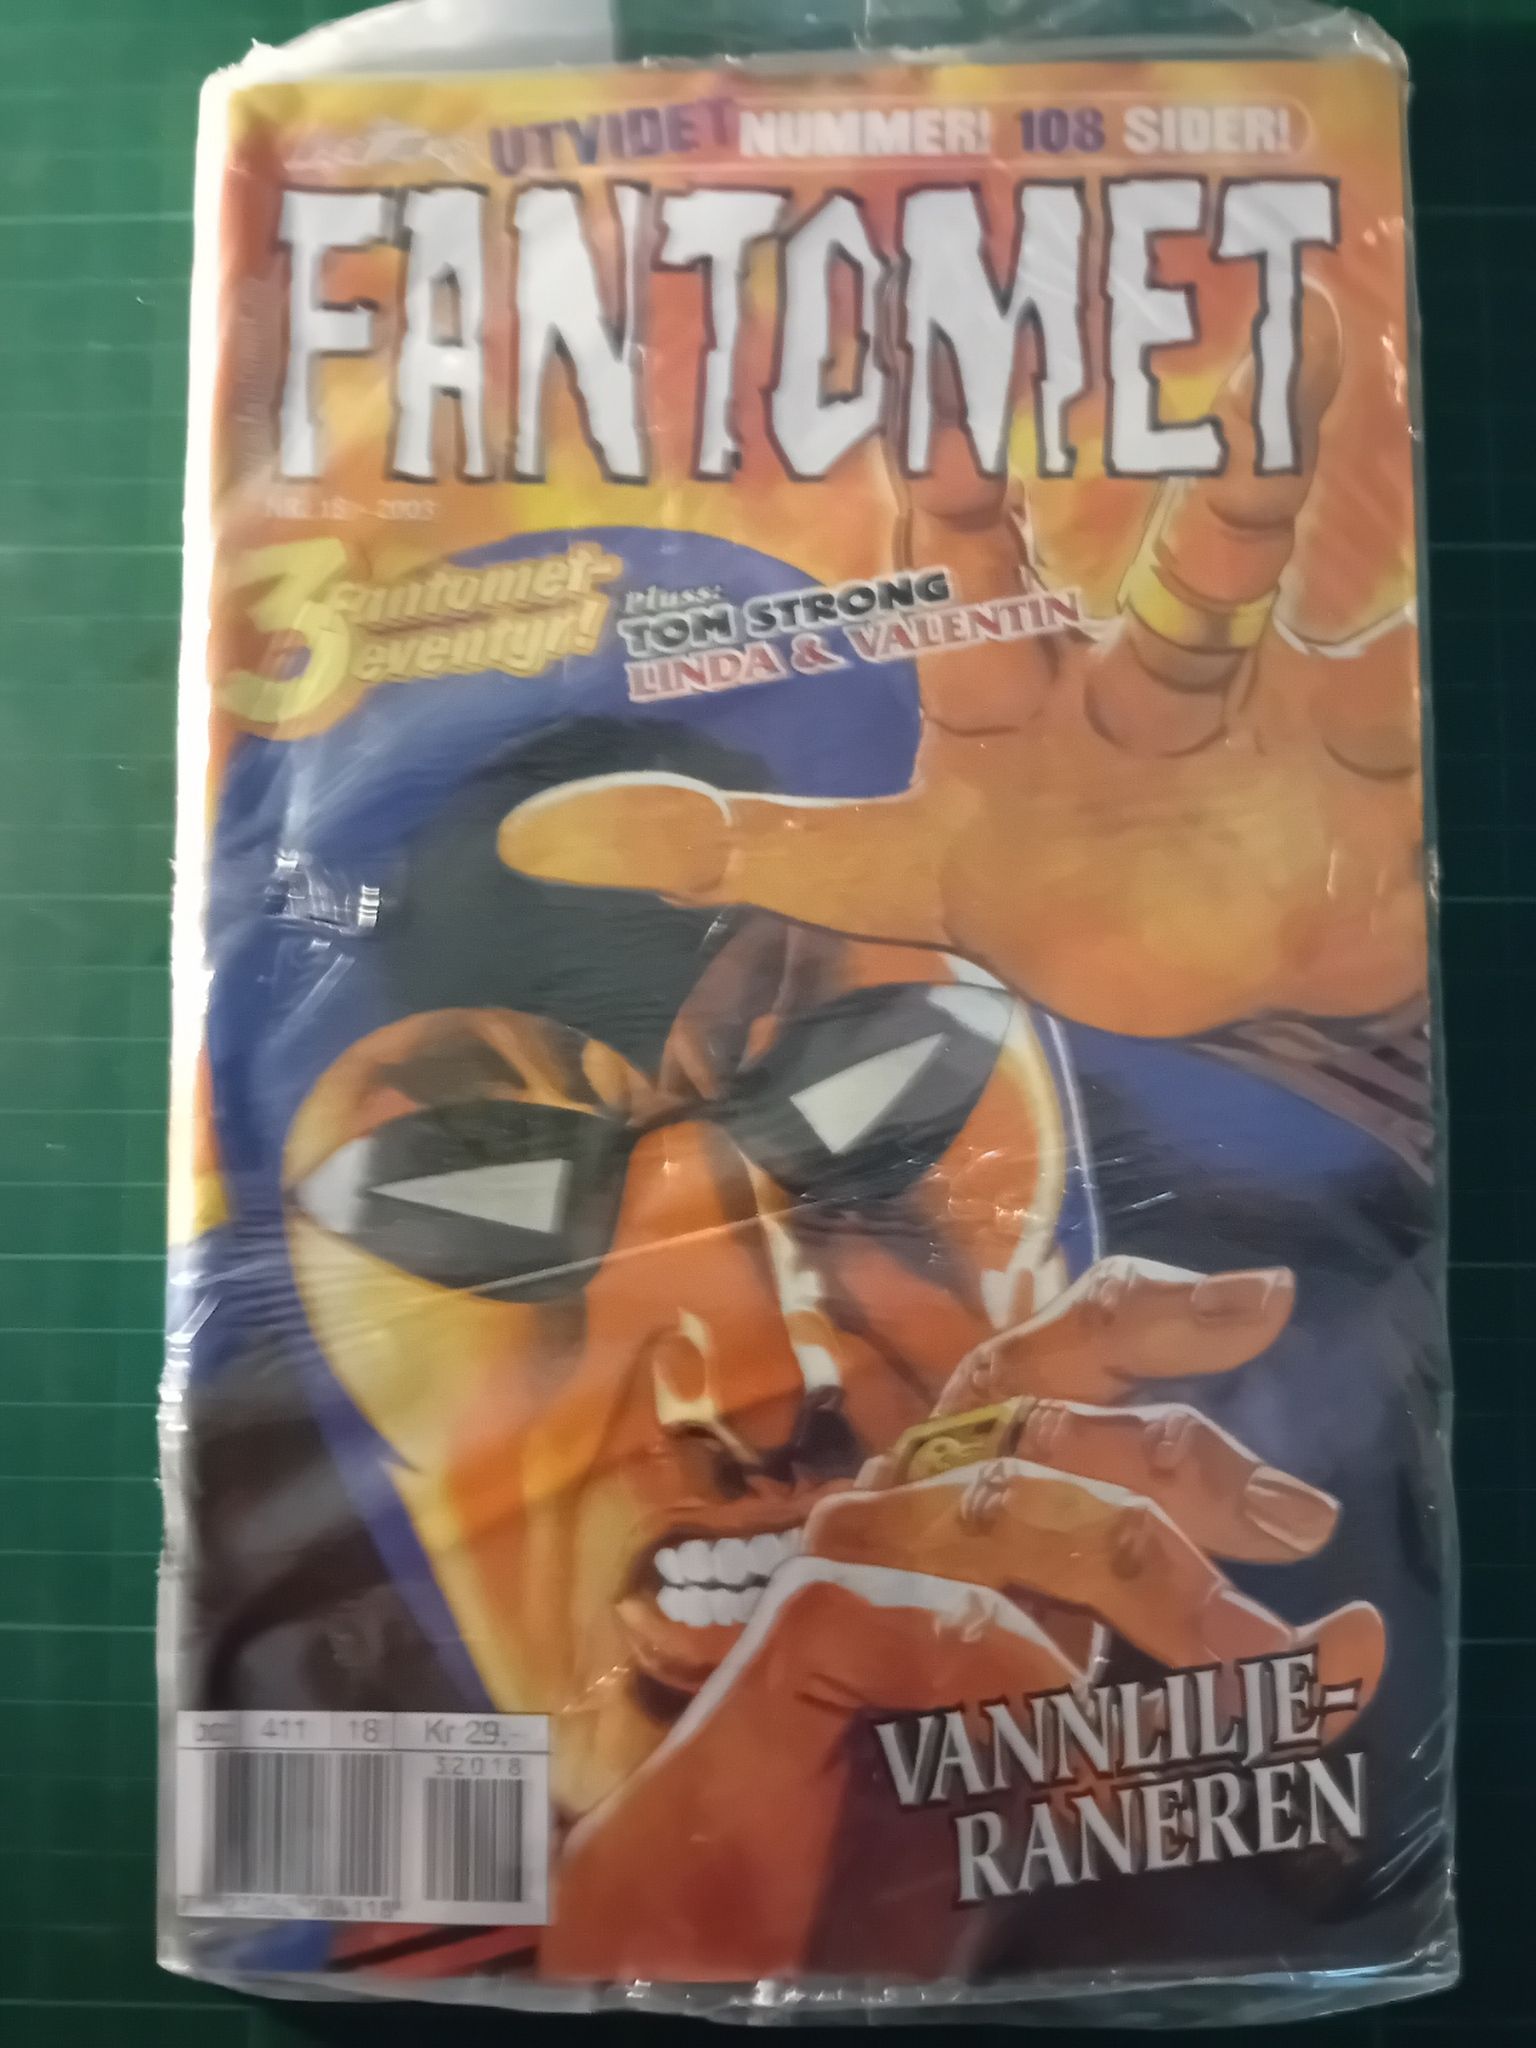 UTVIDET NUMMER! 108 SIDER!
FANTOMET
NR. 18 - 2003
3 Fantomet-
eventyr!
Pluss:
TOM STRONG
LINDA & VALENTIN
VANNLILJE-
RANEREN
411 18 Kr 29,-
32018